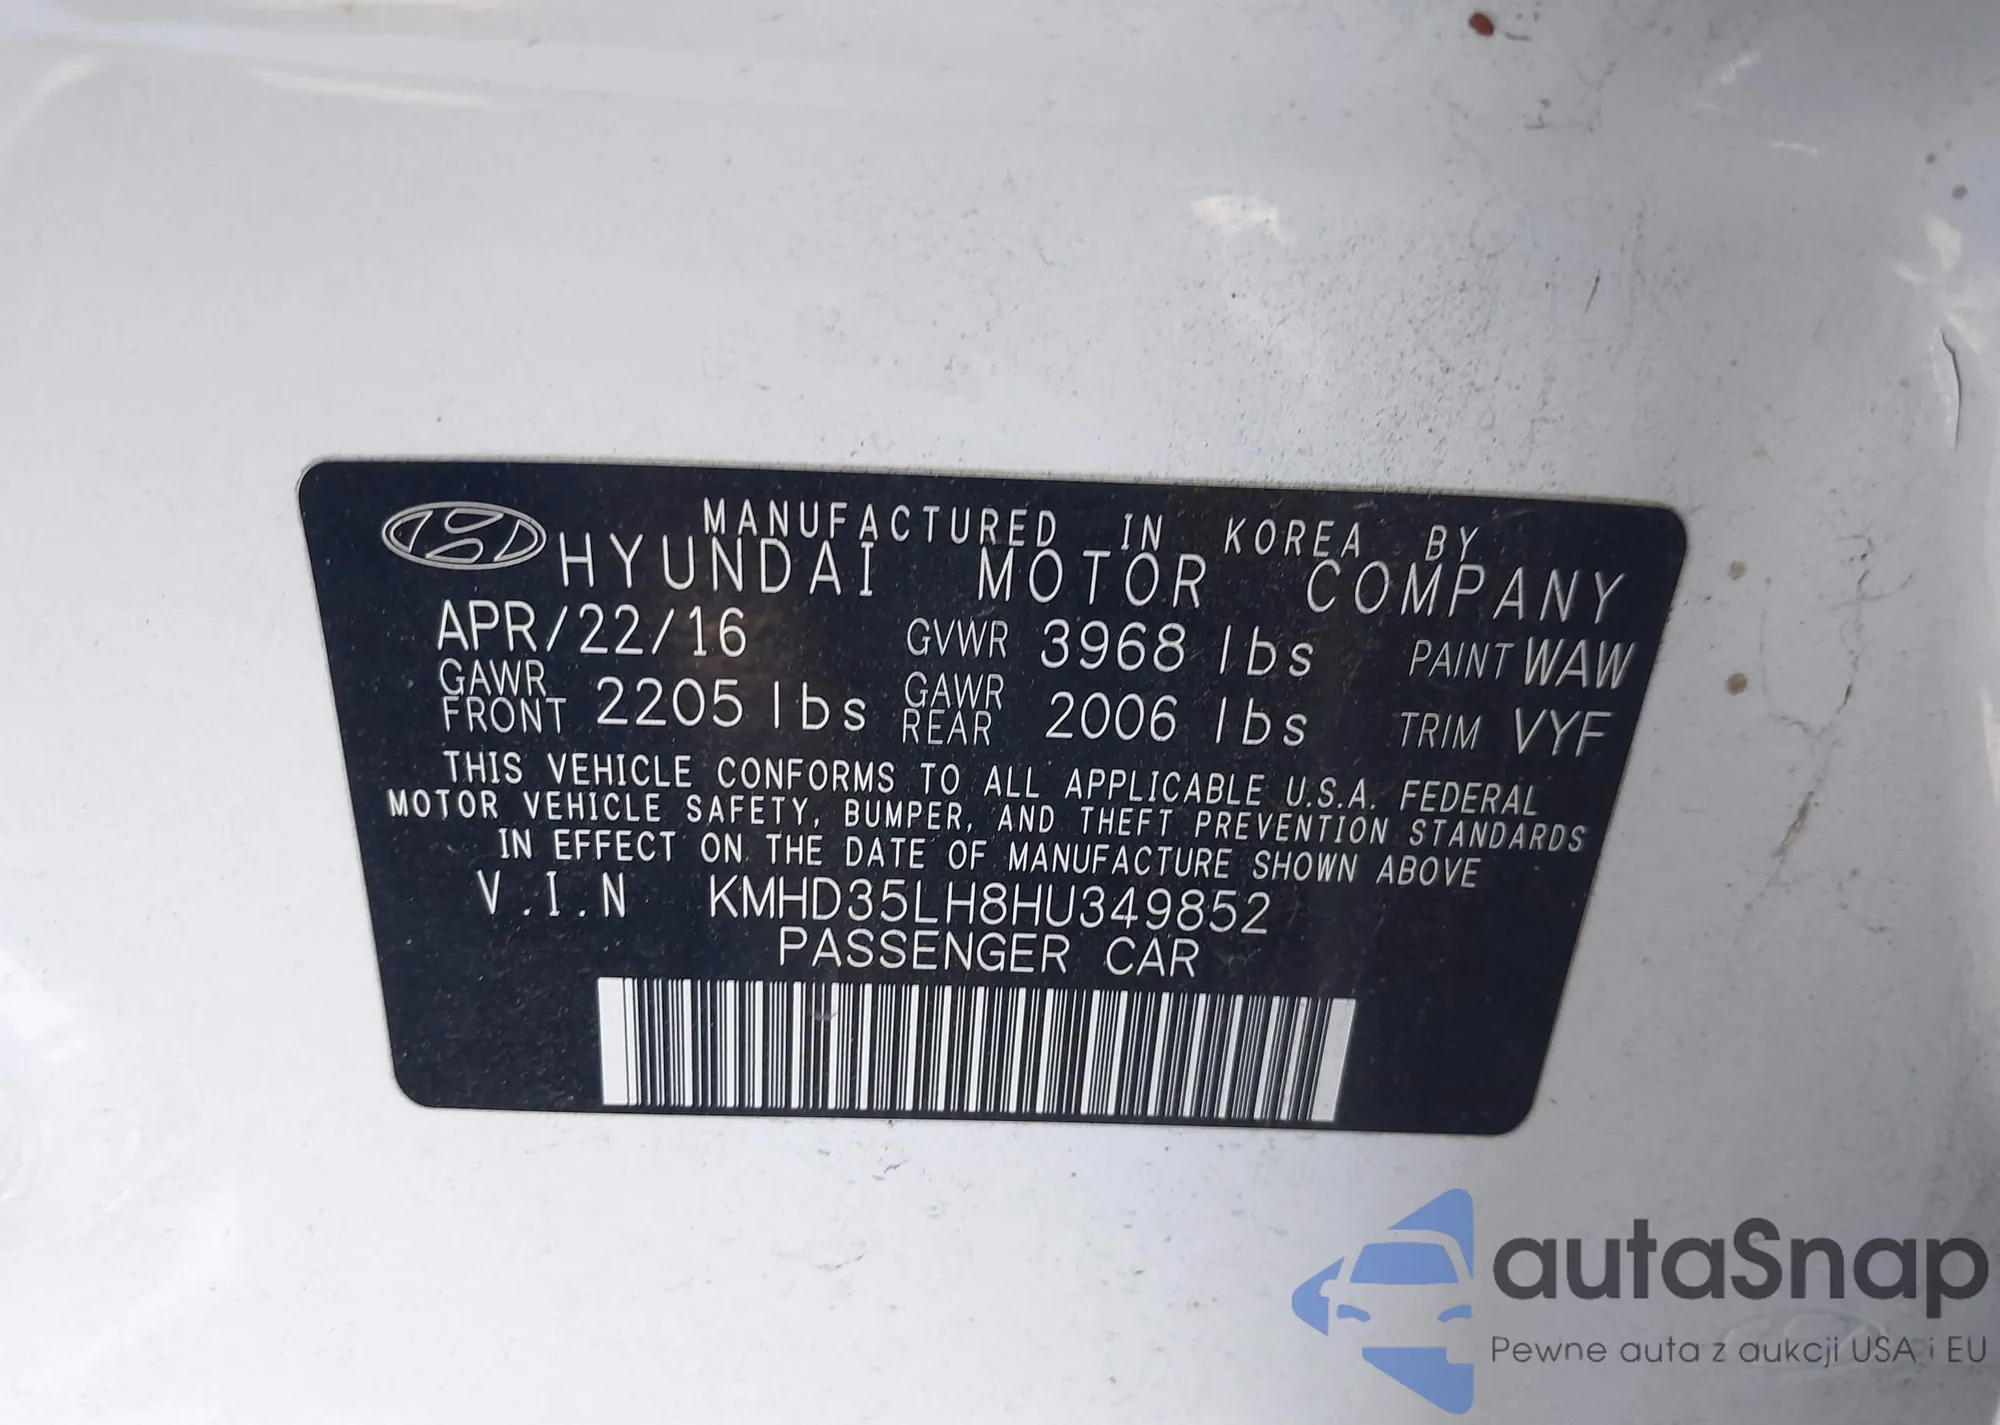 MANUFACTURED IN KOREA BY
HYUNDAI MOTOR COMPANY
APR/22/16 GVWR 3968 lbs PAINT WAW
GAWR FRONT 2205 lbs GAWR REAR 2006 lbs TRIM VYF
THIS VEHICLE CONFORMS TO ALL APPLICABLE U.S.A. FEDERAL
MOTOR VEHICLE SAFETY, BUMPER, AND THEFT PREVENTION STANDARDS
IN EFFECT ON THE DATE OF MANUFACTURE SHOWN ABOVE
V.I.N KMHD35LH8HU349852
PASSENGER CAR
autaSnap
Pewne auta z aukcji USA i EU